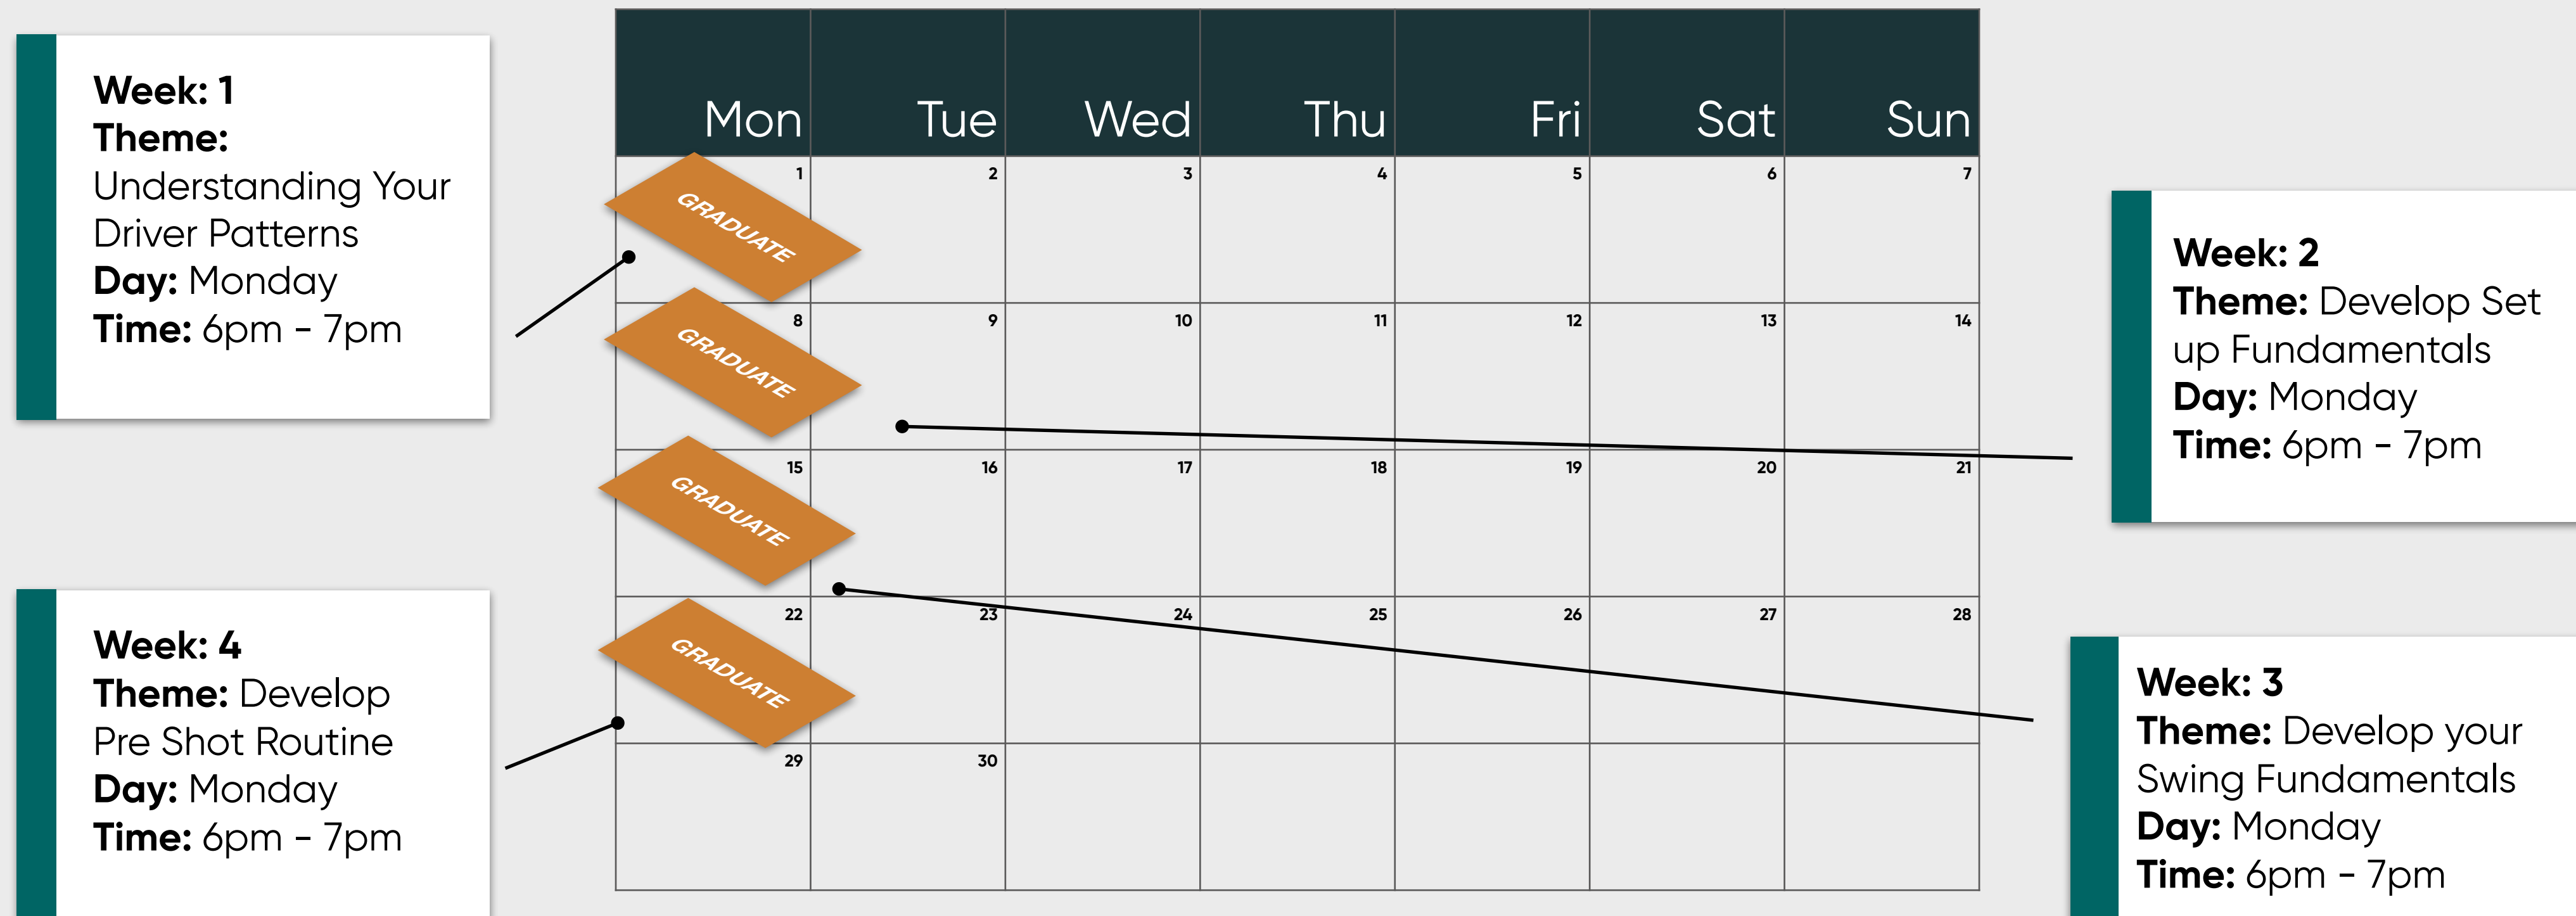 Week: 1
Theme:
Understanding Your
Driver Patterns
Day: Monday
Time: 6pm - 7pm
Week: 4
Theme: Develop
Pre Shot Routine
Day: Monday
Time: 6pm - 7pm
Mon Tue Wed Thu Fri Sat Sun
1 2 3 4 5 6 7
GRADUATE
8 9 10 11 12 13 14
GRADUATE
15 16 17 18 19 20 21
GRADUATE
22 23 24 25 26 27 28
GRADUATE
29 30
Week: 2
Theme: Develop Set
up Fundamentals
Day: Monday
Time: 6pm - 7pm
Week: 3
Theme: Develop your
Swing Fundamentals
Day: Monday
Time: 6pm - 7pm